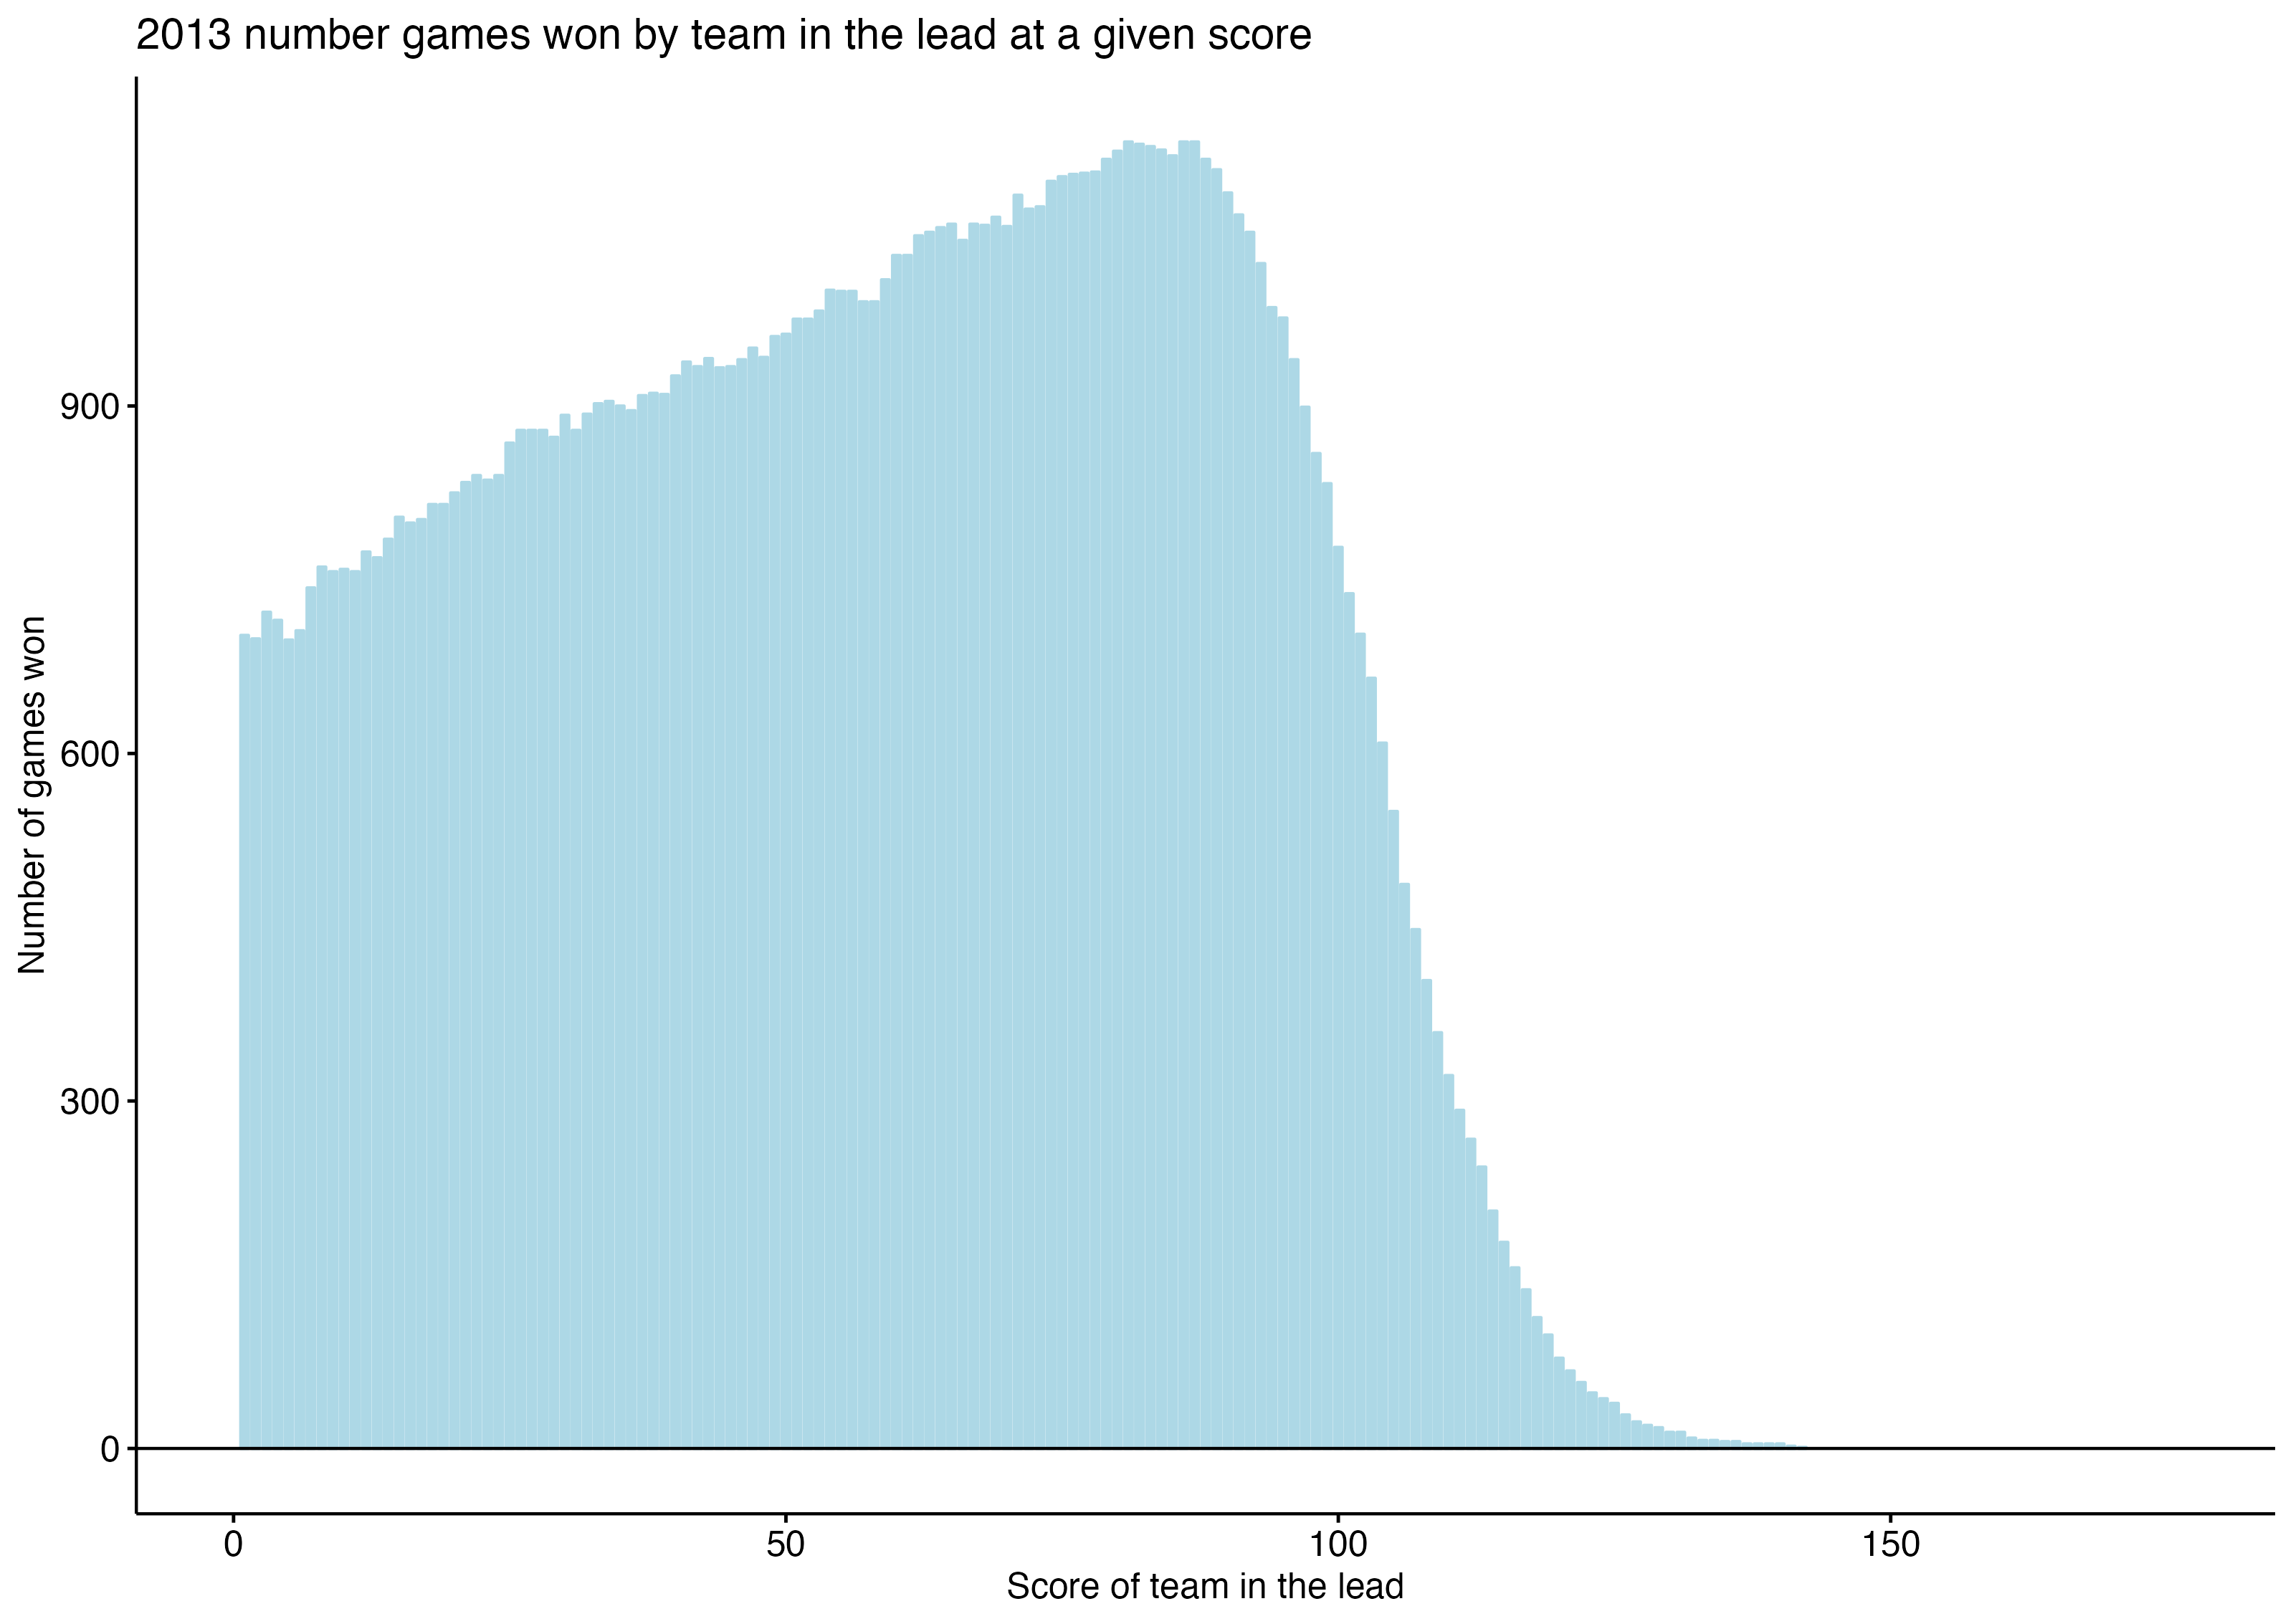 2013 number games won by team in the lead at a given score
Number of games won
900
600
300
0
0 50 100 150
Score of team in the lead